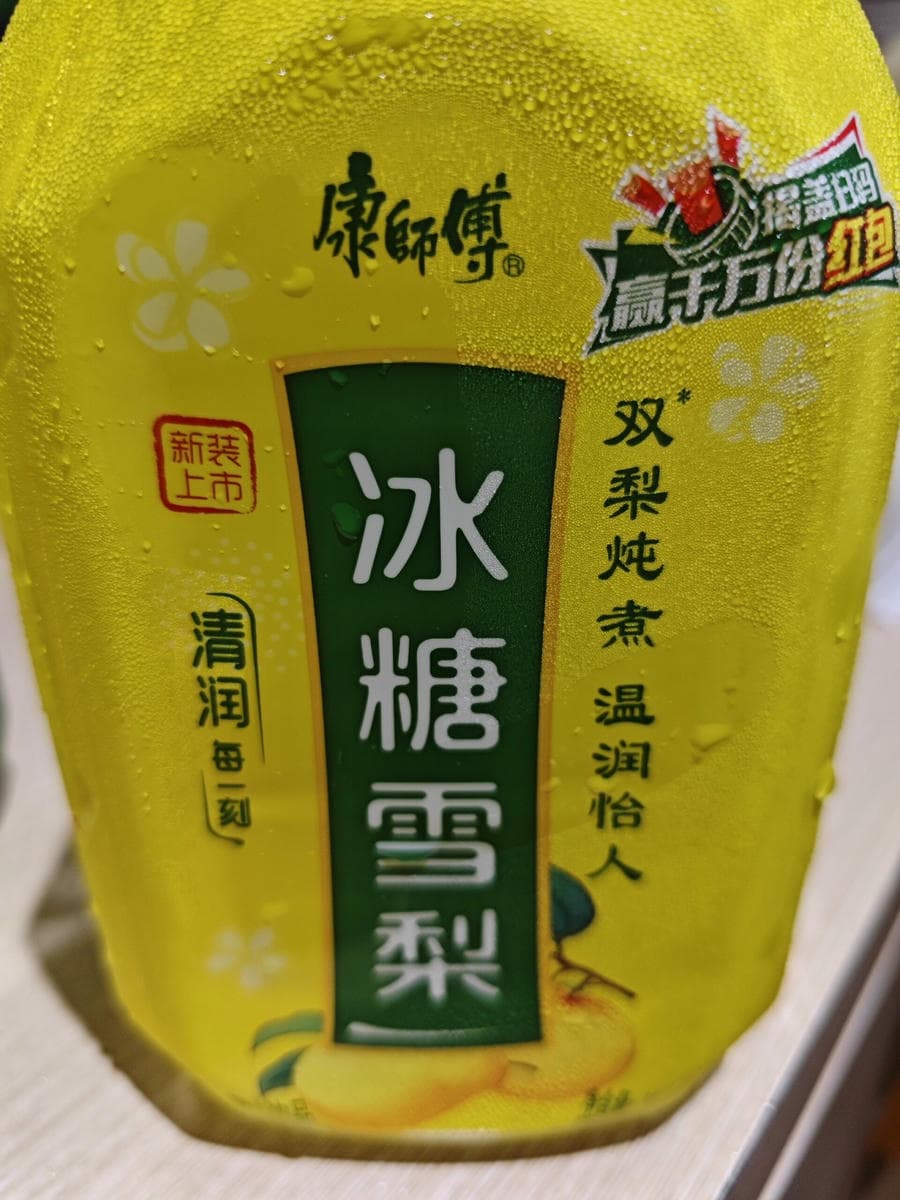 康師傅®
揭盖扫码
赢千万份红包
新装
上市
清润每一刻
冰糖雪梨
双*梨炖煮 温润怡人